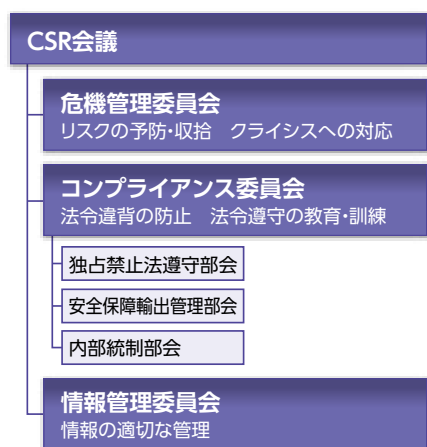 CSR会議
危機管理委員会
リスクの予防・収拾　クライシスへの対応
コンプライアンス委員会
法令違背の防止　法令遵守の教育・訓練
独占禁止法遵守部会
安全保障輸出管理部会
内部統制部会
情報管理委員会
情報の適切な管理